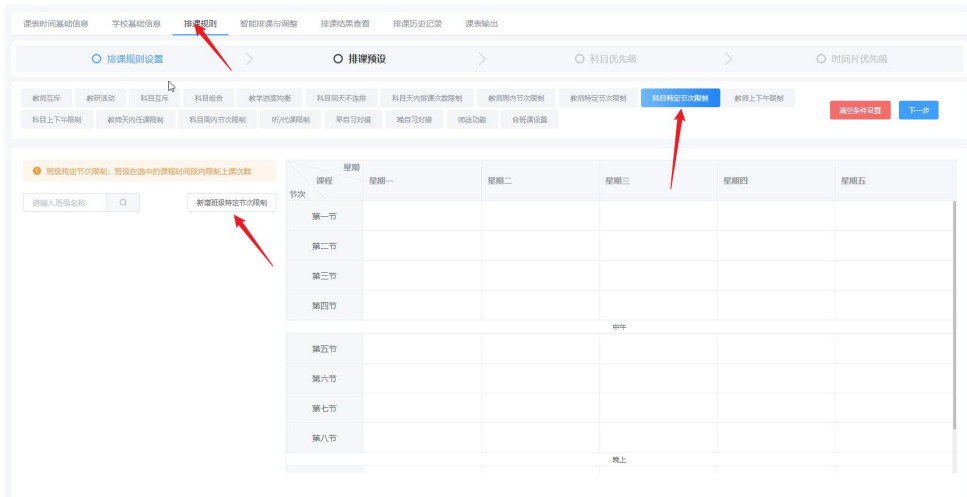 课表时间基础信息 学校基础信息 排课规则 智能排课与调整 排课结果查看 排课历史记录 课表输出
排课规则设置 排课预设 科目优先级 时间片优先级
教师互斥 教研活动 科目互斥 科目组合 教学进度均衡 科目同天不连排 科目天内排课次数限制 教师周内节次限制 教师特定节次限制 科目特定节次限制 教师上下午限制
清空条件设置 下一步
科目上下午限制 教师天内任课限制 科目周内节次限制 听/代课限制 早自习对接 晚自习对接 师徒功能 合班课设置
班级特定节次限制：班级在选中的课程时间段内限制上课次数
请输入班级名称 新增班级特定节次限制
星期
课程
节次
星期一 星期二 星期三 星期四 星期五
第一节
第二节
第三节
第四节
中午
第五节
第六节
第七节
第八节
晚上